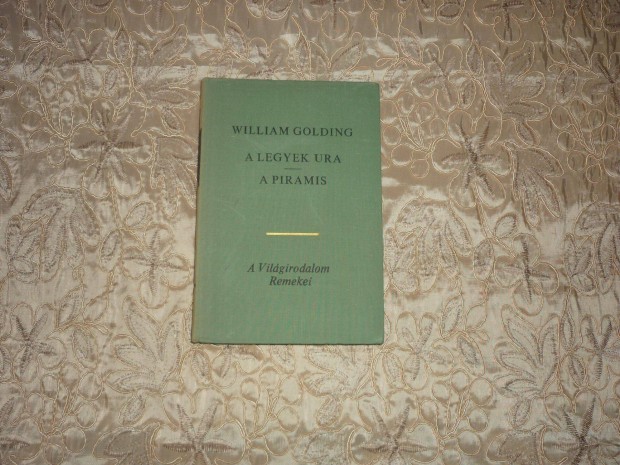 WILLIAM GOLDING
A LEGYEK URA
A PIRAMIS
A Világirodalom
Remekei